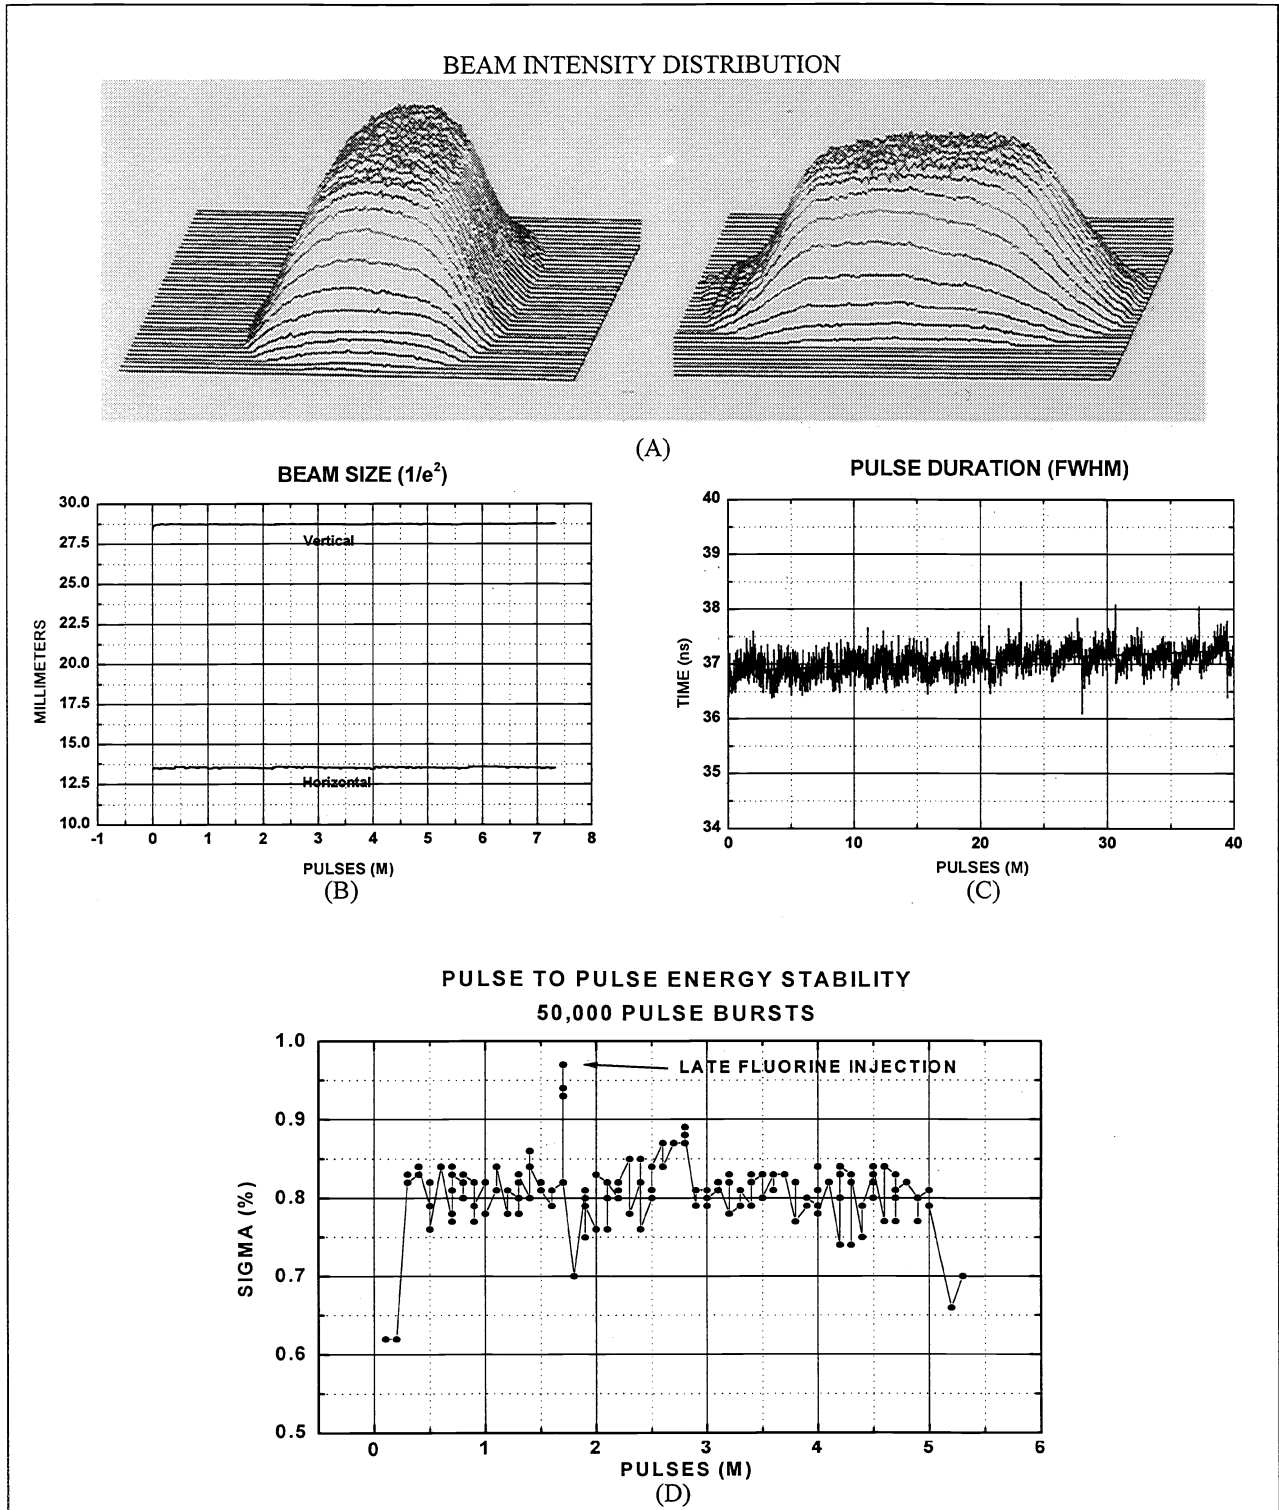 BEAM INTENSITY DISTRIBUTION
(A)
BEAM SIZE (1/e²)
30.0
27.5
25.0
22.5
20.0
17.5
15.0
12.5
10.0
MILLIMETERS
Vertical
Horizontal
-1 0 1 2 3 4 5 6 7 8
PULSES (M)
(B)
PULSE DURATION (FWHM)
40
39
38
37
36
35
34
TIME (ns)
0 10 20 30 40
PULSES (M)
(C)
PULSE TO PULSE ENERGY STABILITY
50,000 PULSE BURSTS
1.0
0.9
0.8
0.7
0.6
0.5
SIGMA (%)
LATE FLUORINE INJECTION
0 1 2 3 4 5 6
PULSES (M)
(D)